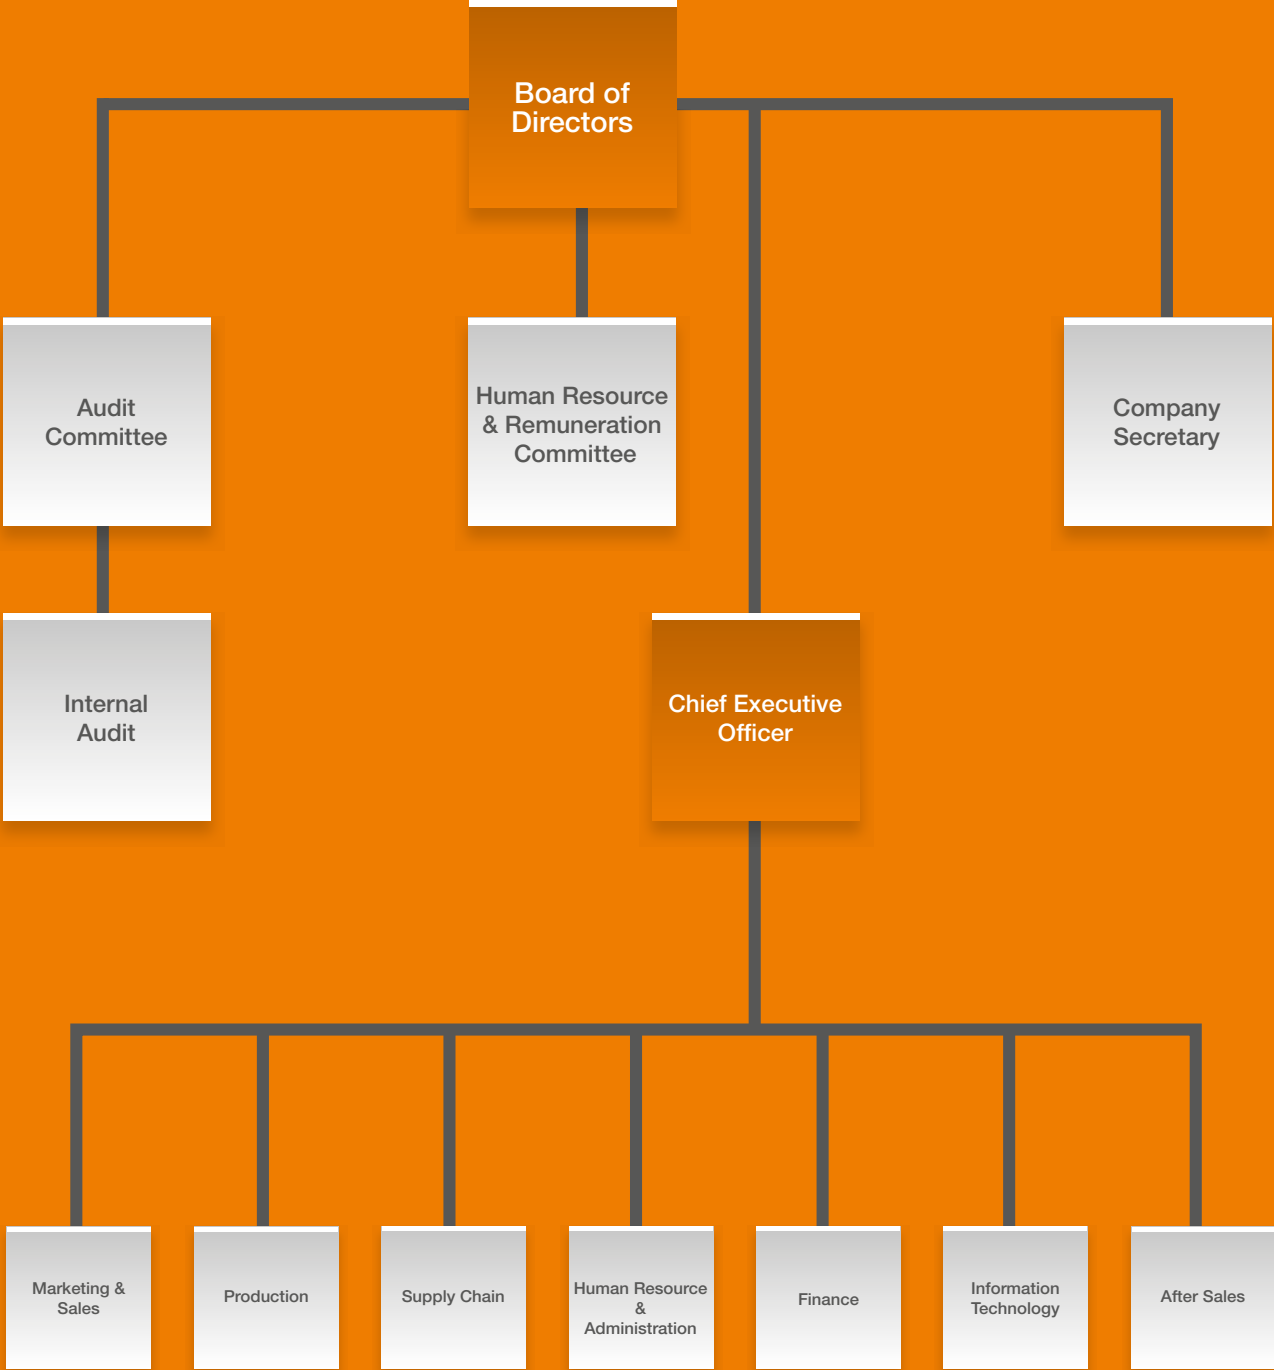 Board of
Directors
Audit
Committee
Human Resource
& Remuneration
Committee
Company
Secretary
Internal
Audit
Chief Executive
Officer
Marketing &
Sales
Production
Supply Chain
Human Resource
&
Administration
Finance
Information
Technology
After Sales